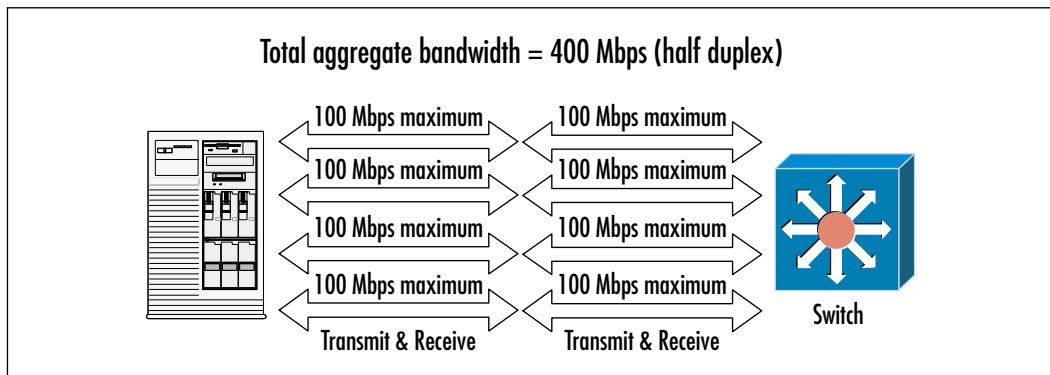 Total aggregate bandwidth = 400 Mbps (half duplex)
100 Mbps maximum 100 Mbps maximum
100 Mbps maximum 100 Mbps maximum
100 Mbps maximum 100 Mbps maximum
100 Mbps maximum 100 Mbps maximum
Transmit & Receive Transmit & Receive
Switch